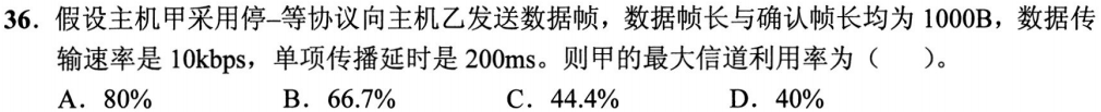 36. 假设主机甲采用停–等协议向主机乙发送数据帧，数据帧长与确认帧长均为 1000B，数据传
输速率是 10kbps，单项传播延时是 200ms。则甲的最大信道利用率为（　　）。
A. 80%　　B. 66.7%　　C. 44.4%　　D. 40%